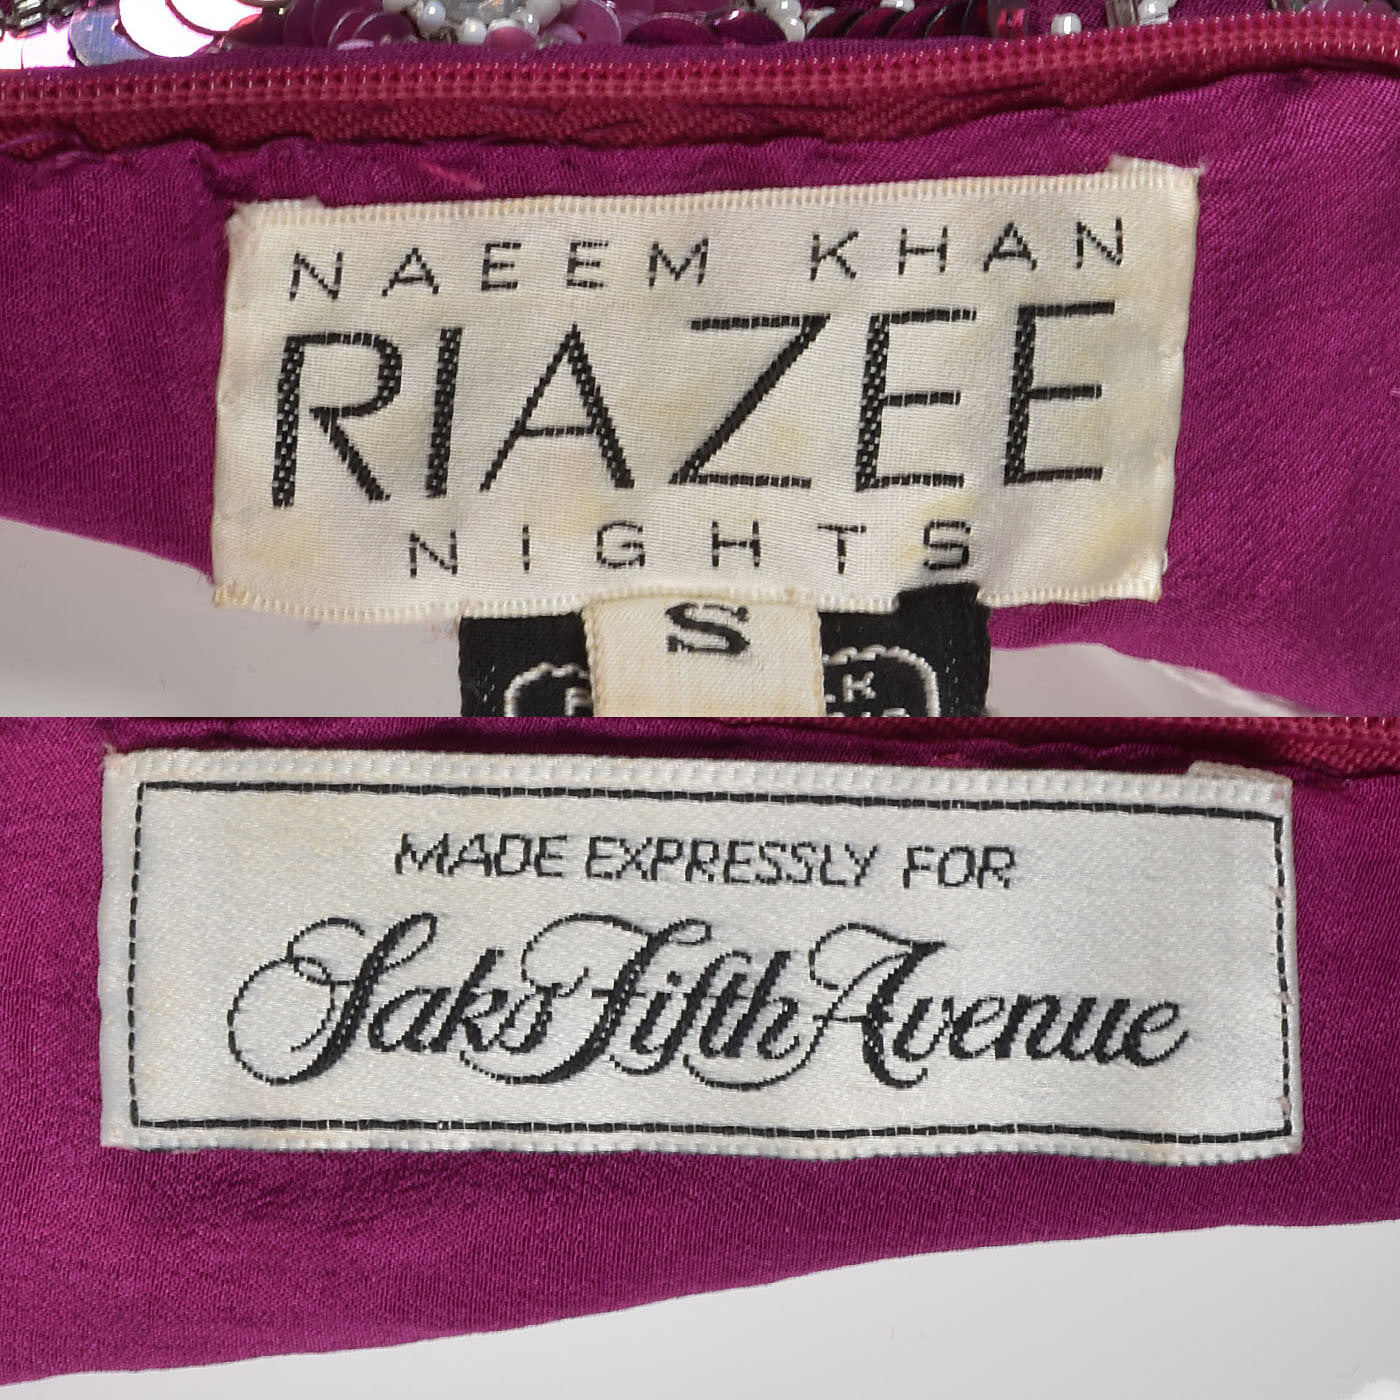 NAEEM KHAN
RIAZEE
NIGHTS
S
MADE EXPRESSLY FOR
Saks Fifth Avenue